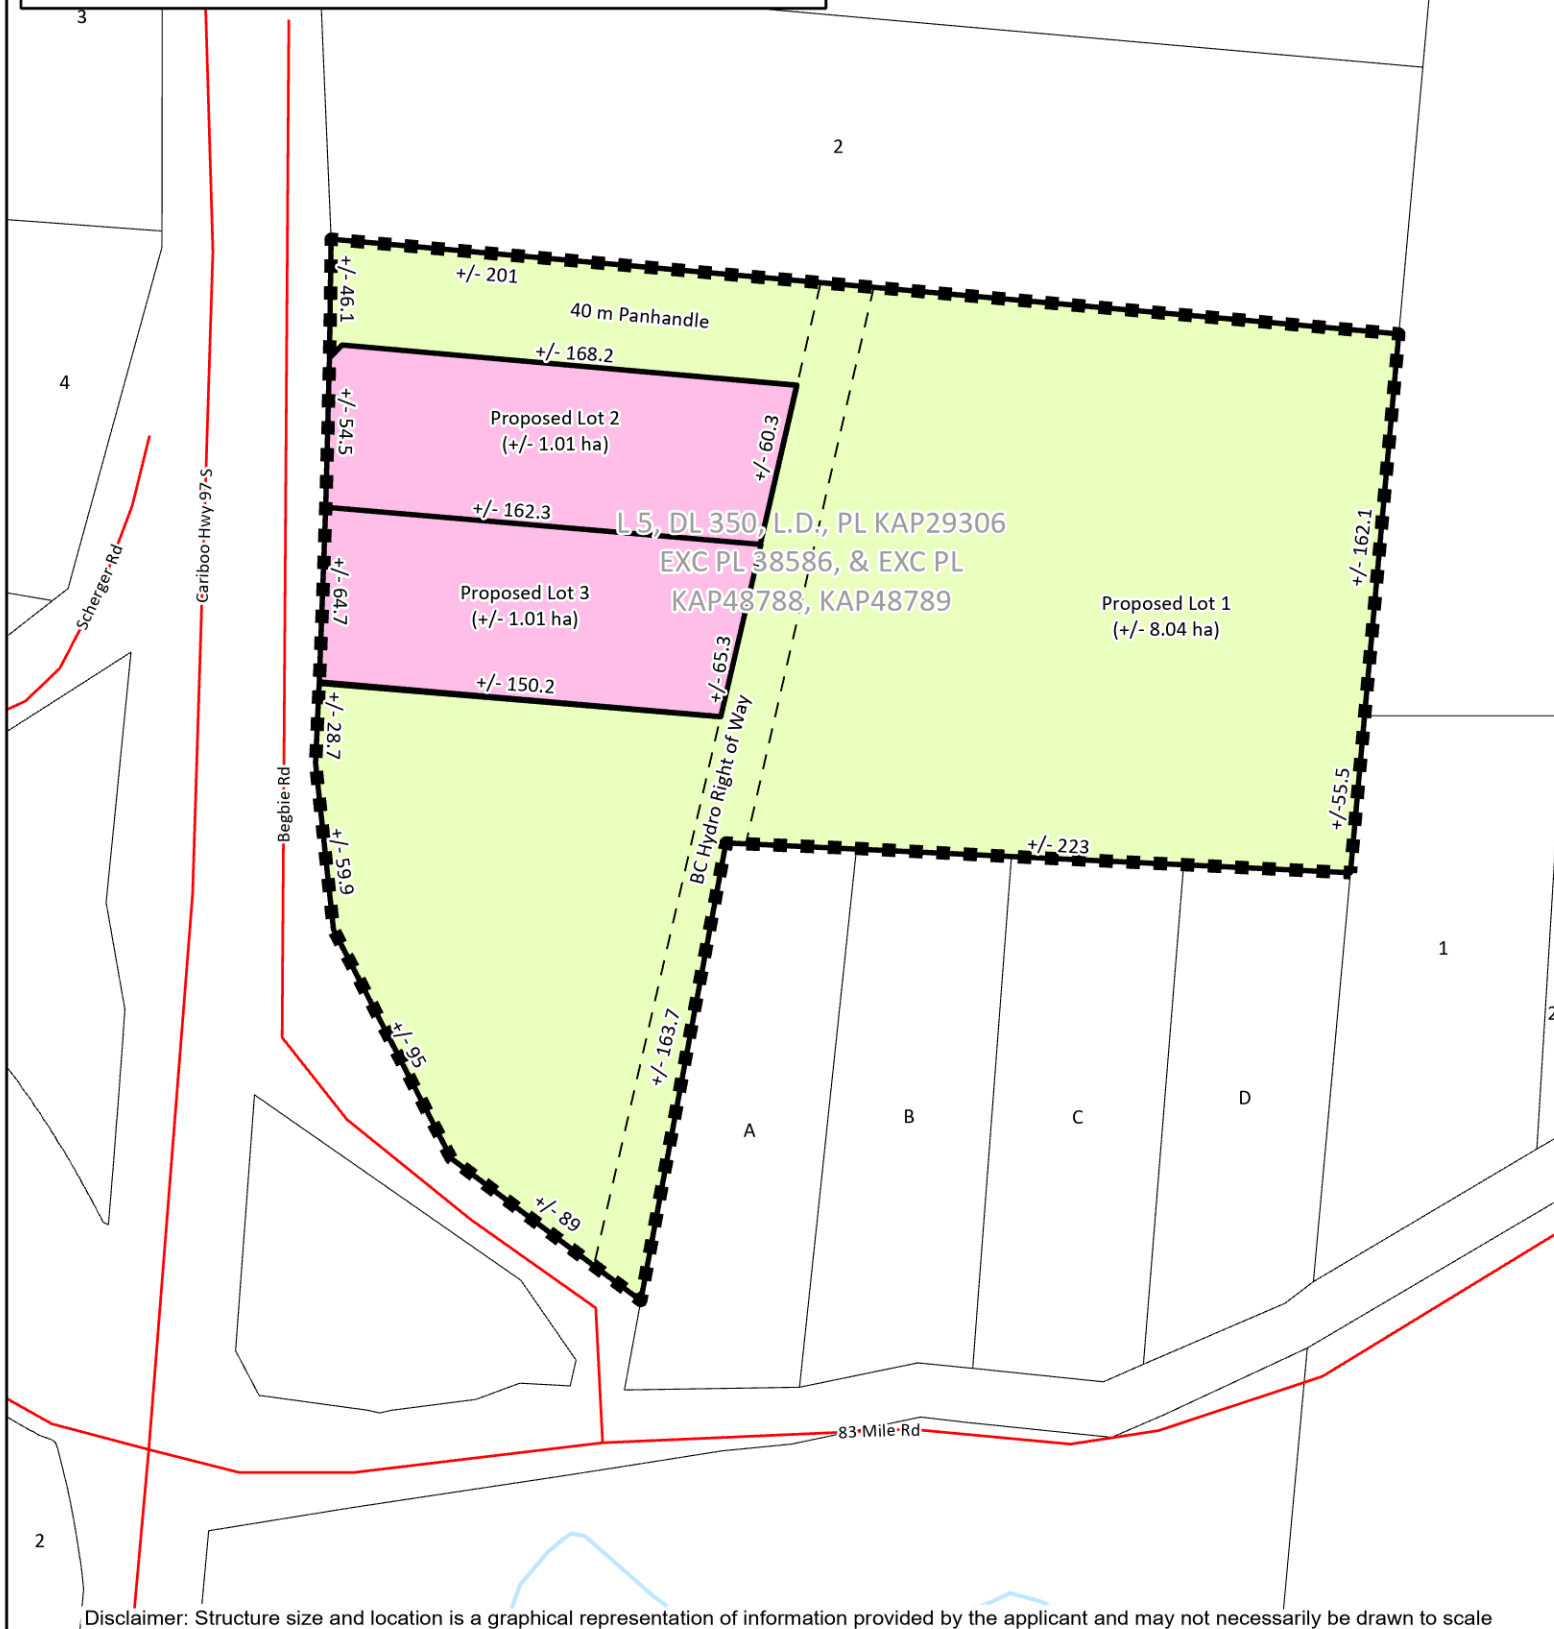 3
2
+/- 201
+/- 46.1
40 m Panhandle
+/- 168.2
4
+/- 54.5
Proposed Lot 2
(+/- 1.01 ha)
+/- 60.3
Cariboo Hwy 97 S
+/- 162.3
L 5, DL 350, L.D., PL KAP29306
EXC PL 38586, & EXC PL
KAP48788, KAP48789
+/- 162.1
Scherger Rd
+/- 64.7
Proposed Lot 3
(+/- 1.01 ha)
Proposed Lot 1
(+/- 8.04 ha)
+/- 65.3
+/- 150.2
+/- 28.7
BC Hydro Right of Way
Begbie Rd
+/-55.5
+/- 59.9
+/- 223
1
2
+/- 95
+/- 163.7
A
B
C
D
+/- 89
83 Mile Rd
2
Disclaimer: Structure size and location is a graphical representation of information provided by the applicant and may not necessarily be drawn to scale